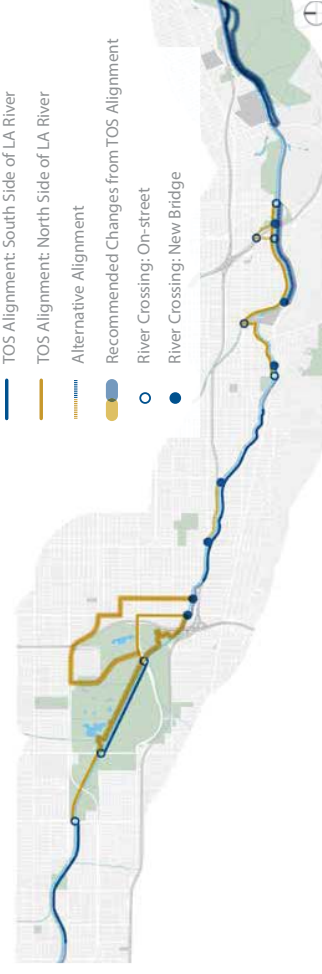 TOS Alignment: South Side of LA River
TOS Alignment: North Side of LA River
Alternative Alignment
Recommended Changes from TOS Alignment
River Crossing: On-street
River Crossing: New Bridge